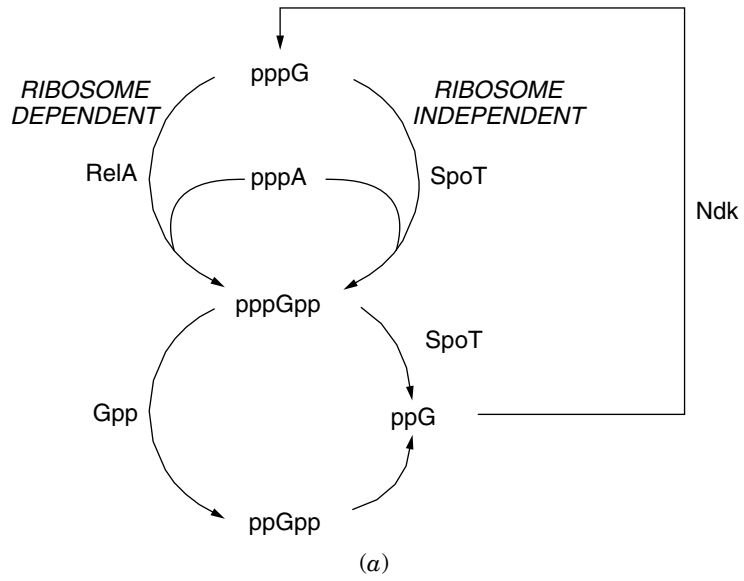 pppG
RIBOSOME
DEPENDENT
RIBOSOME
INDEPENDENT
RelA
pppA
SpoT
Ndk
pppGpp
SpoT
Gpp
ppG
ppGpp
(a)